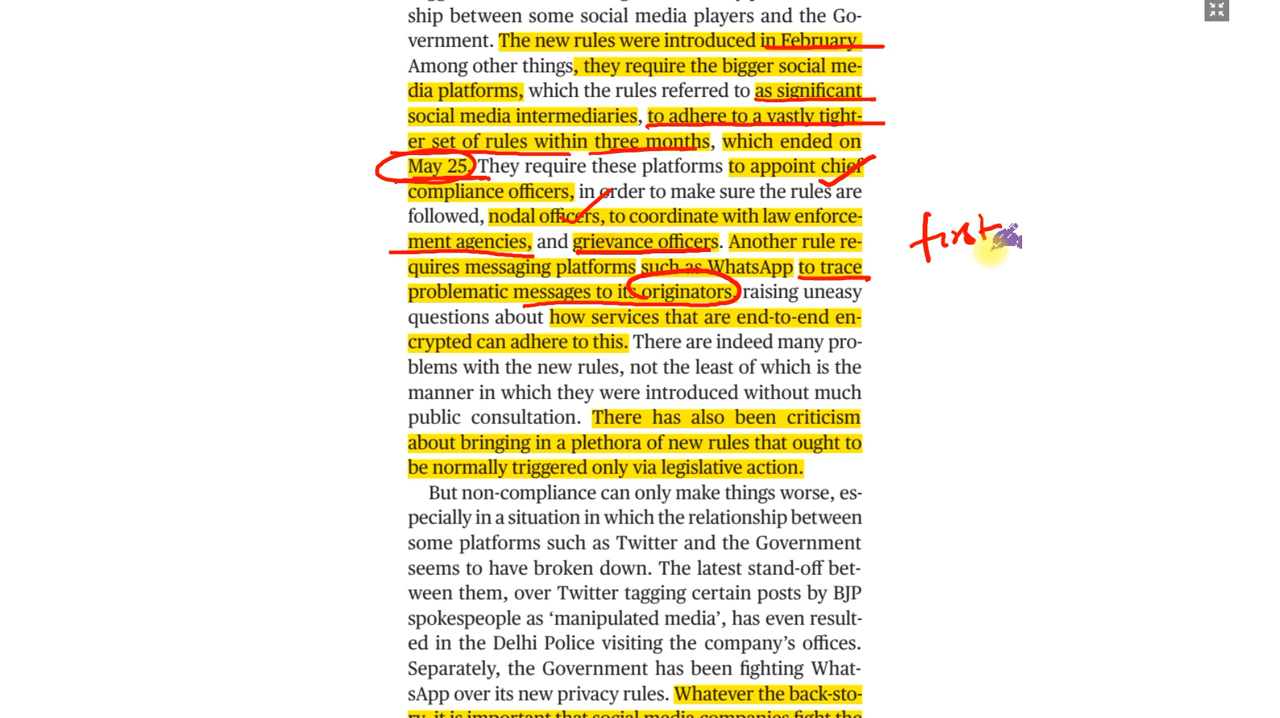 ship between some social media players and the Go-
vernment. The new rules were introduced in February.
Among other things, they require the bigger social me-
dia platforms, which the rules referred to as significant
social media intermediaries, to adhere to a vastly tight-
er set of rules within three months, which ended on
May 25. They require these platforms to appoint chief
compliance officers, in order to make sure the rules are
followed, nodal officers, to coordinate with law enforce-
ment agencies, and grievance officers. Another rule re-
quires messaging platforms such as WhatsApp to trace
problematic messages to its originators, raising uneasy
questions about how services that are end-to-end en-
crypted can adhere to this. There are indeed many pro-
blems with the new rules, not the least of which is the
manner in which they were introduced without much
public consultation. There has also been criticism
about bringing in a plethora of new rules that ought to
be normally triggered only via legislative action.
But non-compliance can only make things worse, es-
pecially in a situation in which the relationship between
some platforms such as Twitter and the Government
seems to have broken down. The latest stand-off bet-
ween them, over Twitter tagging certain posts by BJP
spokespeople as ‘manipulated media’, has even result-
ed in the Delhi Police visiting the company’s offices.
Separately, the Government has been fighting What-
sApp over its new privacy rules. Whatever the back-sto-
ry, it is important that social media companies fight the
first